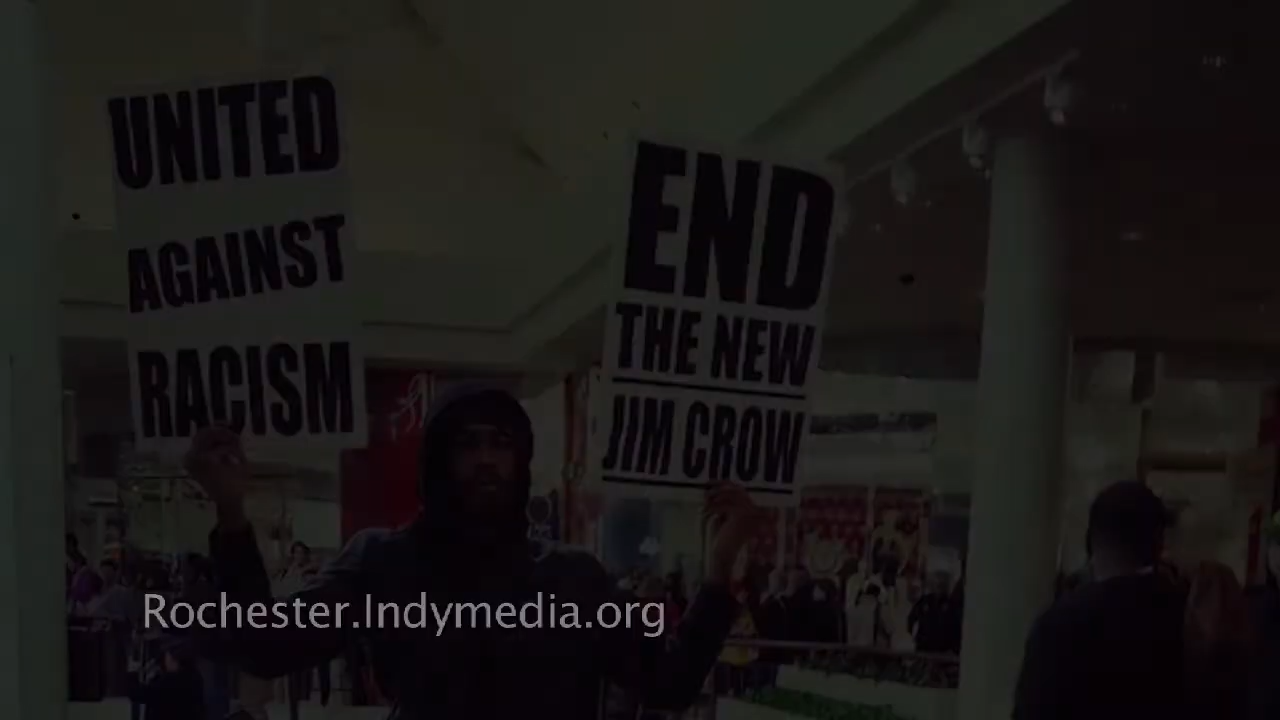 UNITED
AGAINST
RACISM
END
THE NEW
JIM CROW
Rochester.Indymedia.org